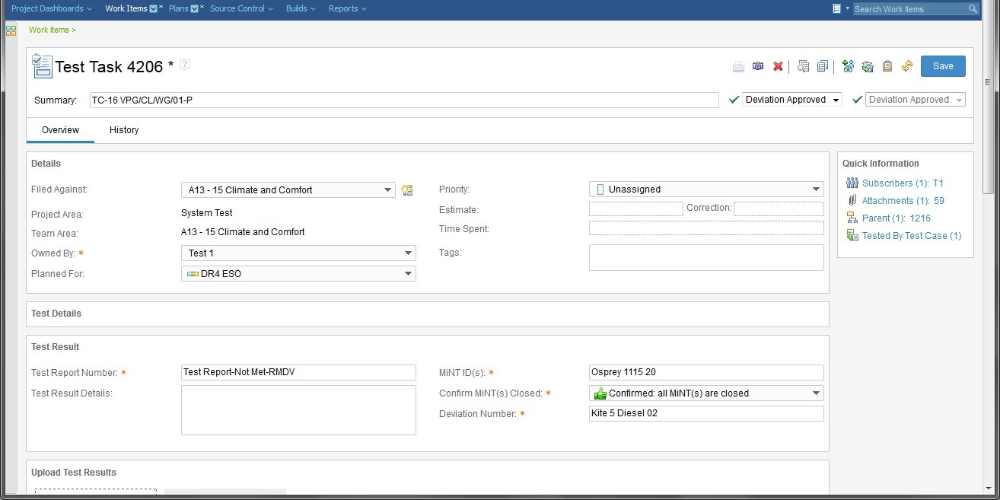 Project Dashboards Work Items * Plans * Source Control Builds Reports Search Work Items
Work Items >
Test Task 4206 * ?
Save
Summary: TC-16 VPG/CL/WG/01-P Deviation Approved Deviation Approved
Overview History
Details
Quick Information
Filed Against: A13 - 15 Climate and Comfort Priority: Unassigned
Subscribers (1): T1
Project Area: System Test Estimate: Correction:
Attachments (1): 59
Team Area: A13 - 15 Climate and Comfort Time Spent:
Parent (1): 1216
Owned By: * Test 1 Tags:
Tested By Test Case (1)
Planned For: DR4 ESO
Test Details
Test Result
Test Report Number: * Test Report-Not Met-RMDV MiNT ID(s): * Osprey 1115 20
Test Result Details: Confirm MiNT(s) Closed: * Confirmed: all MiNT(s) are closed
Deviation Number: * Kite 5 Diesel 02
Upload Test Results